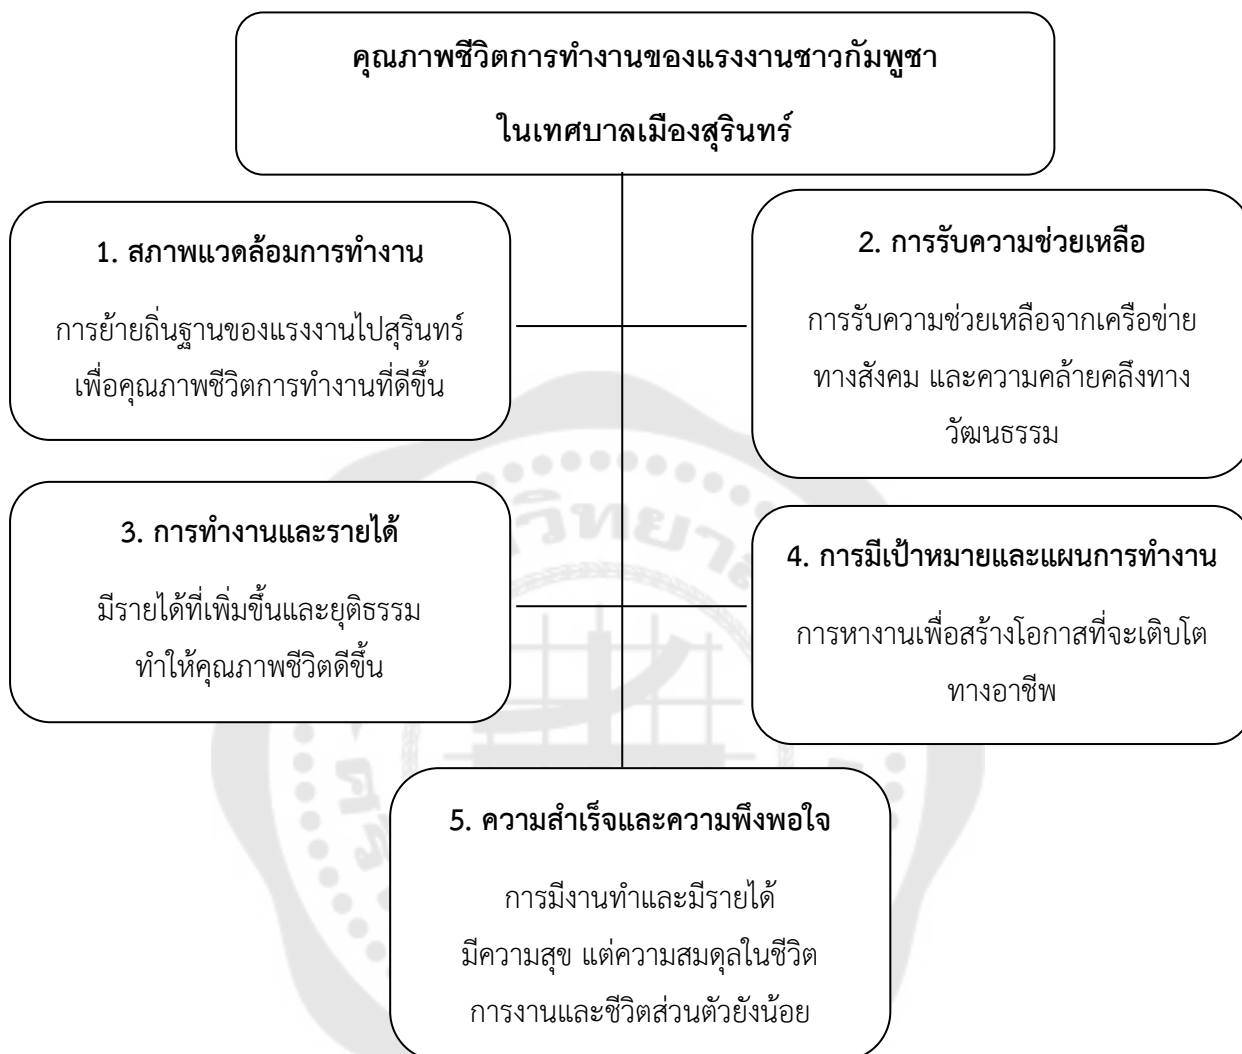 คุณภาพชีวิตการทำงานของแรงงานชาวกัมพูชา
ในเทศบาลเมืองสุรินทร์
1. สภาพแวดล้อมการทำงาน
การย้ายถิ่นฐานของแรงงานไปสุรินทร์
เพื่อคุณภาพชีวิตการทำงานที่ดีขึ้น
2. การรับความช่วยเหลือ
การรับความช่วยเหลือจากเครือข่าย
ทางสังคม และความคล้ายคลึงทาง
วัฒนธรรม
3. การทำงานและรายได้
มีรายได้ที่เพิ่มขึ้นและยุติธรรม
ทำให้คุณภาพชีวิตดีขึ้น
4. การมีเป้าหมายและแผนการทำงาน
การหางานเพื่อสร้างโอกาสที่จะเติบโต
ทางอาชีพ
5. ความสำเร็จและความพึงพอใจ
การมีงานทำและมีรายได้
มีความสุข แต่ความสมดุลในชีวิต
การงานและชีวิตส่วนตัวยังน้อย